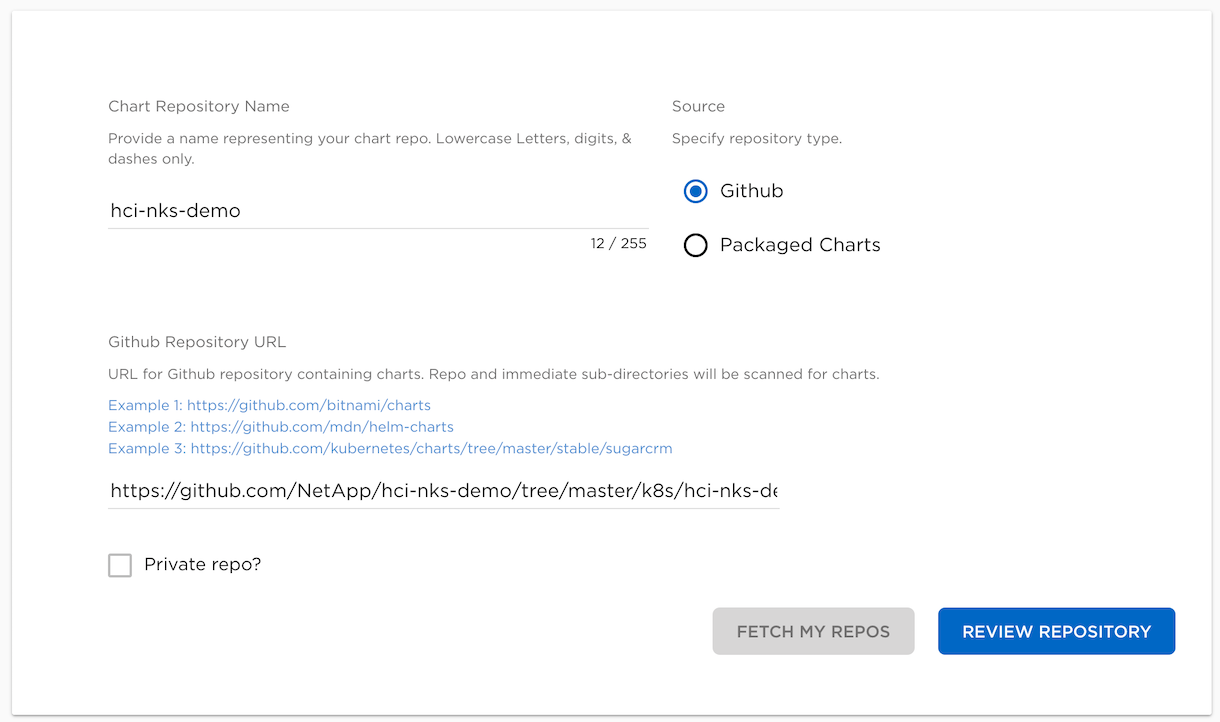 Chart Repository Name
Provide a name representing your chart repo. Lowercase Letters, digits, &
dashes only.
hci-nks-demo
12 / 255
Source
Specify repository type.
Github
Packaged Charts
Github Repository URL
URL for Github repository containing charts. Repo and immediate sub-directories will be scanned for charts.
Example 1: https://github.com/bitnami/charts
Example 2: https://github.com/mdn/helm-charts
Example 3: https://github.com/kubernetes/charts/tree/master/stable/sugarcrm
https://github.com/NetApp/hci-nks-demo/tree/master/k8s/hci-nks-de
Private repo?
FETCH MY REPOS
REVIEW REPOSITORY